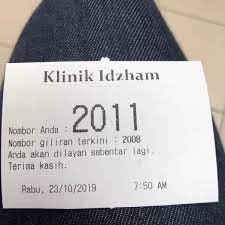 Klinik Idzham
Nombor Anda : 2011
Nombor giliran terkini : 2008
Anda akan dilayan sebentar lagi.
Terima kasih.
Rabu, 23/10/2019 7:50 AM